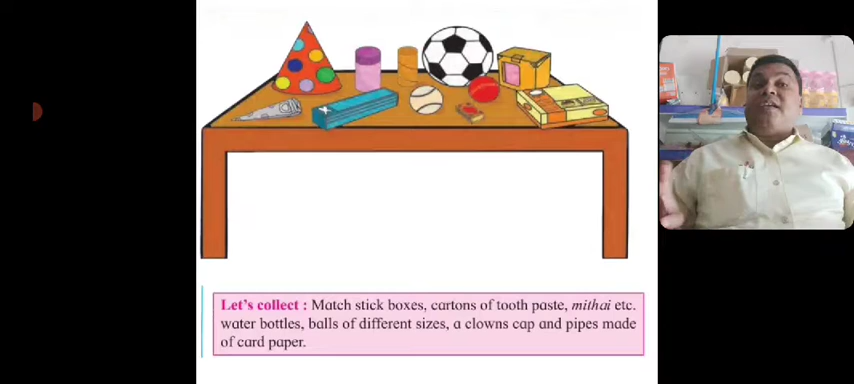 Let's collect : Match stick boxes, cartons of tooth paste, mithai etc.
water bottles, balls of different sizes, a clowns cap and pipes made
of card paper.